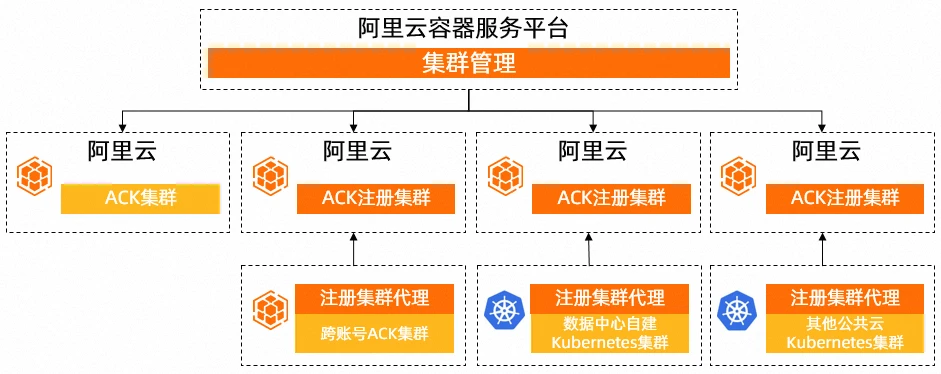 阿里云容器服务平台
集群管理
阿里云
阿里云
阿里云
阿里云
ACK集群
ACK注册集群
ACK注册集群
ACK注册集群
注册集群代理
注册集群代理
注册集群代理
跨账号ACK集群
数据中心自建
Kubernetes集群
其他公共云
Kubernetes集群